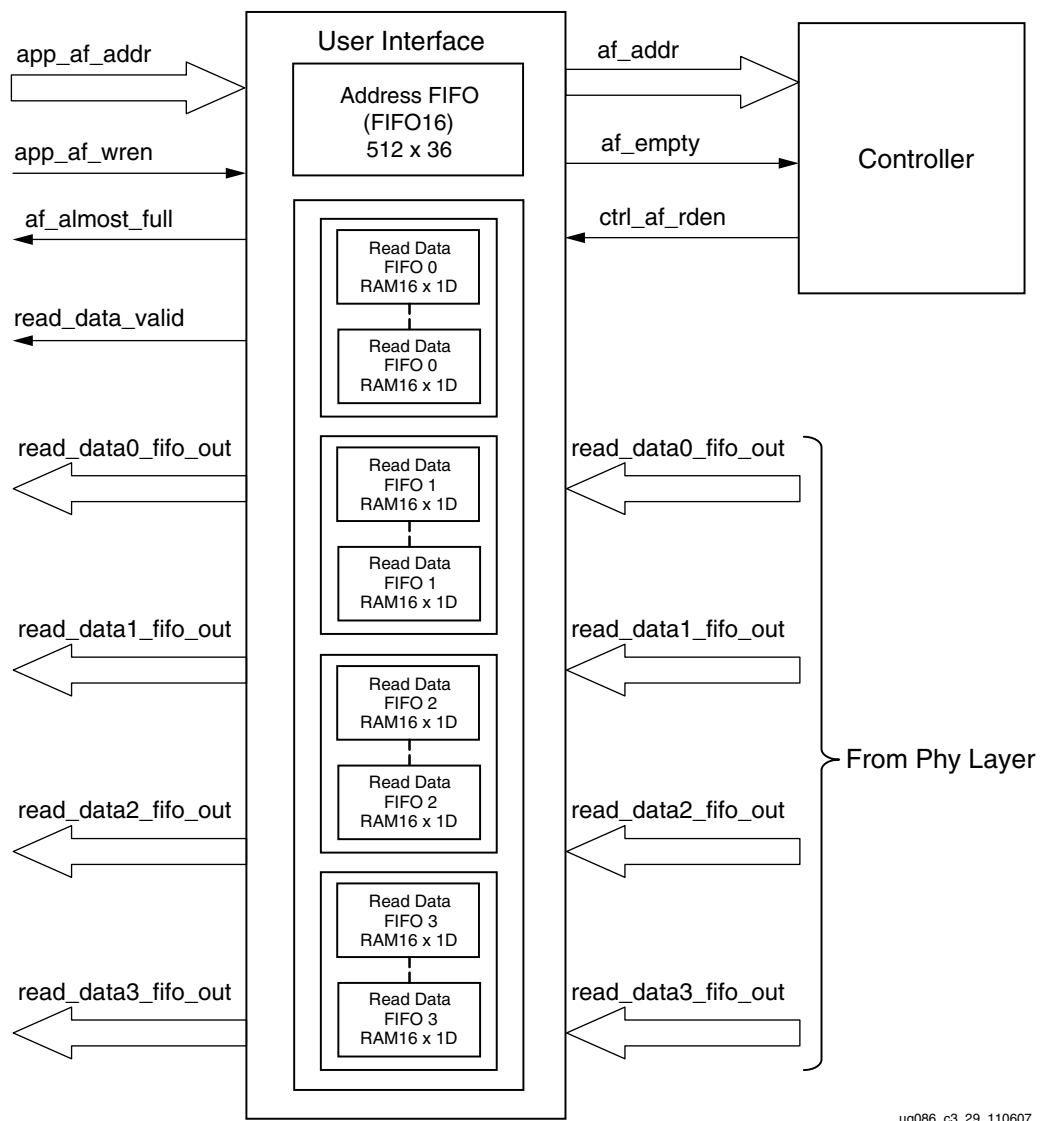 User Interface
app_af_addr
af_addr
Address FIFO
(FIFO16)
512 x 36
app_af_wren
af_empty
Controller
af_almost_full
ctrl_af_rden
Read Data
FIFO 0
RAM16 x 1D
read_data_valid
Read Data
FIFO 0
RAM16 x 1D
read_data0_fifo_out
read_data0_fifo_out
Read Data
FIFO 1
RAM16 x 1D
Read Data
FIFO 1
RAM16 x 1D
read_data1_fifo_out
read_data1_fifo_out
Read Data
FIFO 2
RAM16 x 1D
From Phy Layer
Read Data
FIFO 2
RAM16 x 1D
read_data2_fifo_out
read_data2_fifo_out
Read Data
FIFO 3
RAM16 x 1D
read_data3_fifo_out
read_data3_fifo_out
Read Data
FIFO 3
RAM16 x 1D
ug086_c3_29_110607